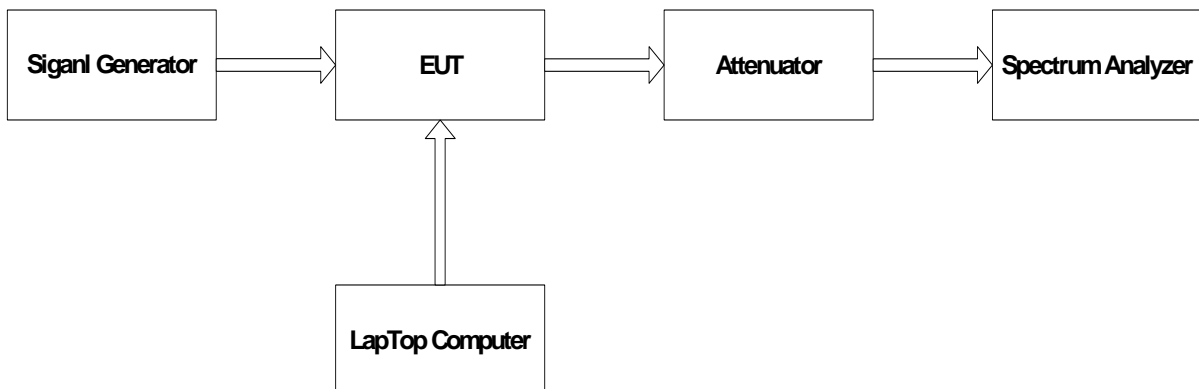 Siganl Generator
EUT
Attenuator
Spectrum Analyzer
LapTop Computer